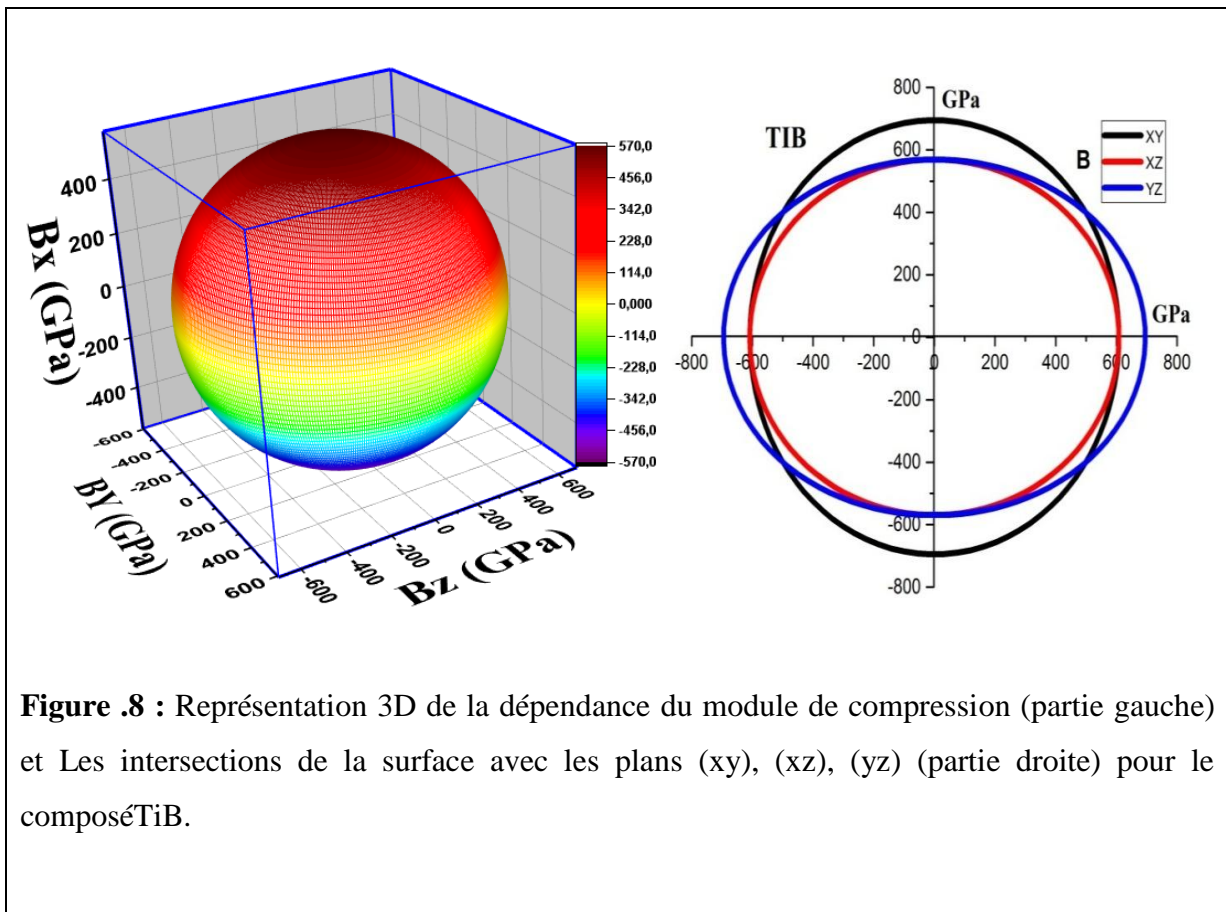 Bx (GPa)
400
200
0
-200
-400
-600
-400
-200
0
200
400
600
BY (GPa)
-600
-400
-200
0
200
400
600
Bz (GPa)
570,0
456,0
342,0
228,0
114,0
0,000
-114,0
-228,0
-342,0
-456,0
-570,0
800
600
400
200
0
-200
-400
-600
-800
GPa
TIB
B
XY
XZ
YZ
GPa
-800 -600 -400 -200 0 200 400 600 800
Figure .8 : Représentation 3D de la dépendance du module de compression (partie gauche)
et Les intersections de la surface avec les plans (xy), (xz), (yz) (partie droite) pour le
composéTiB.